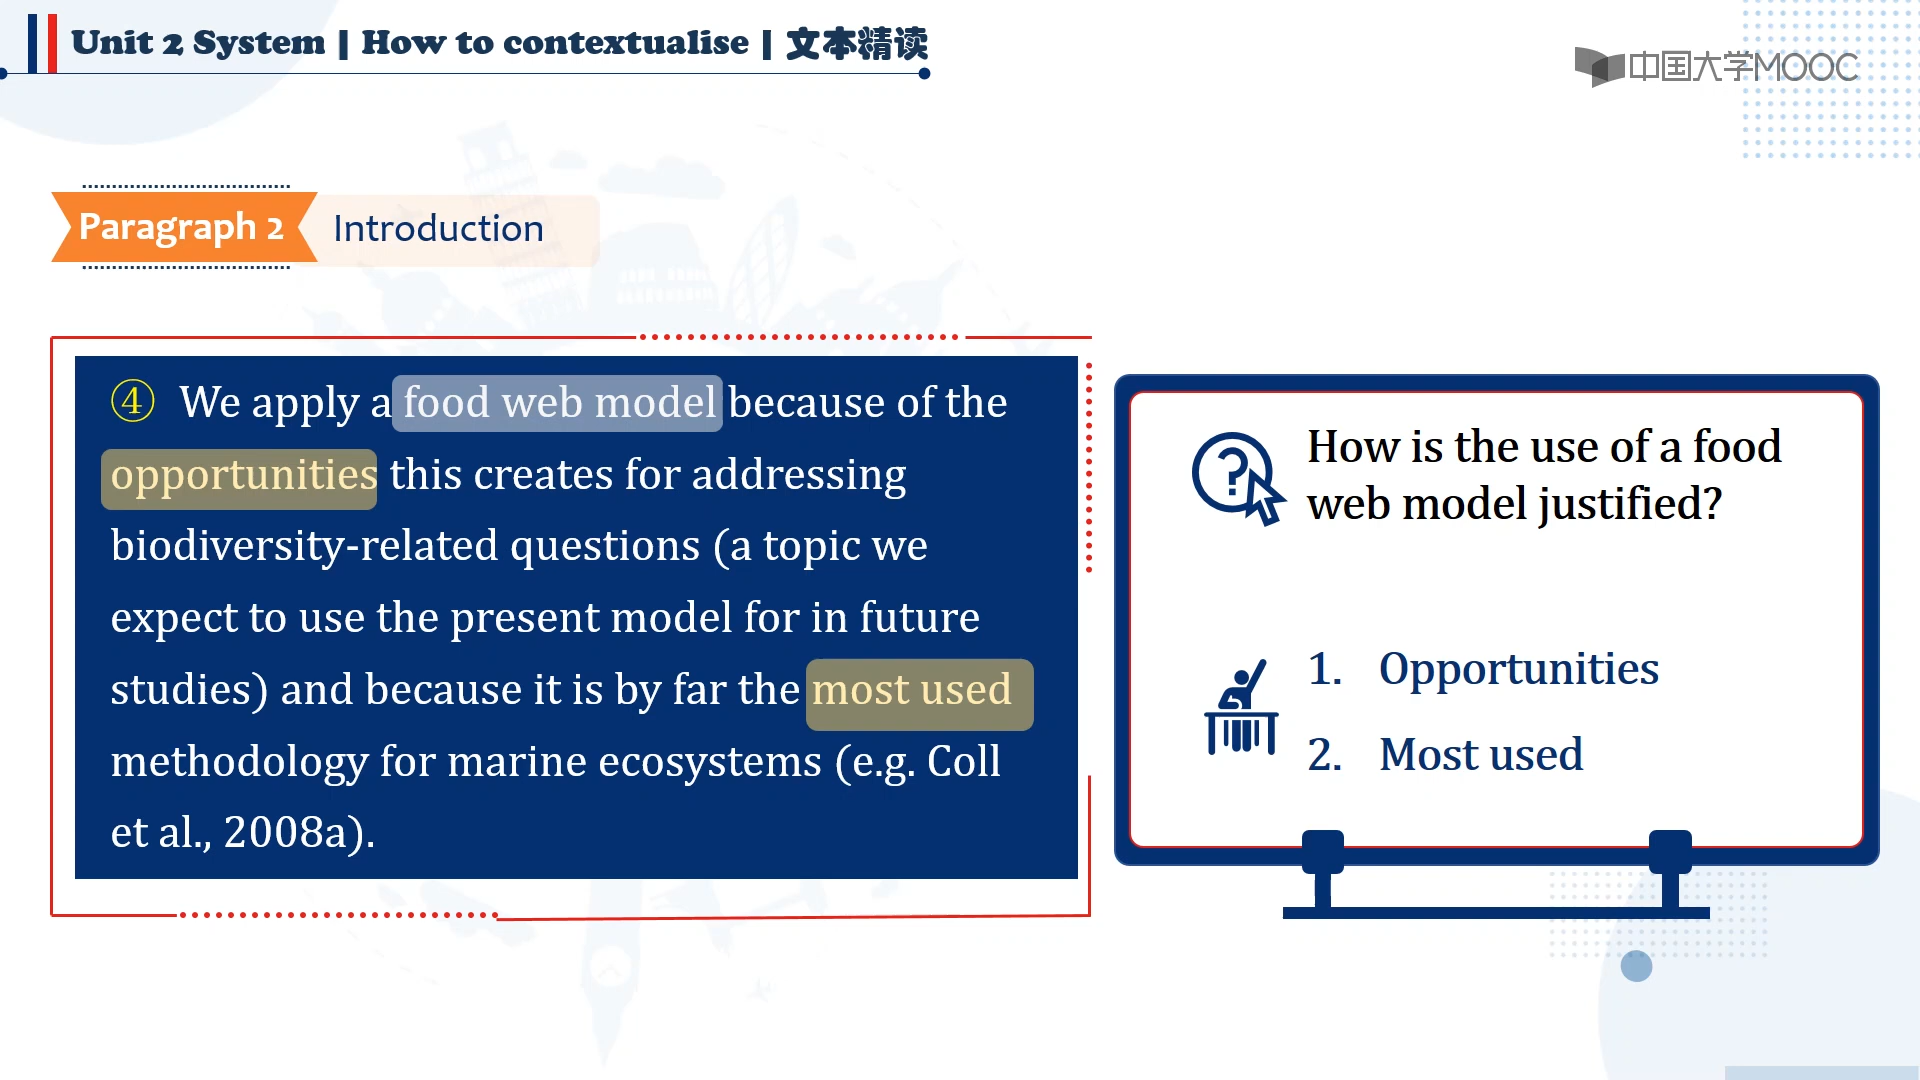 Unit 2 System | How to contextualise | 文本精读
中国大学MOOC
Paragraph 2
Introduction
④ We apply a food web model because of the
opportunities this creates for addressing
biodiversity-related questions (a topic we
expect to use the present model for in future
studies) and because it is by far the most used
methodology for marine ecosystems (e.g. Coll
et al., 2008a).
How is the use of a food
web model justified?
1. Opportunities
2. Most used